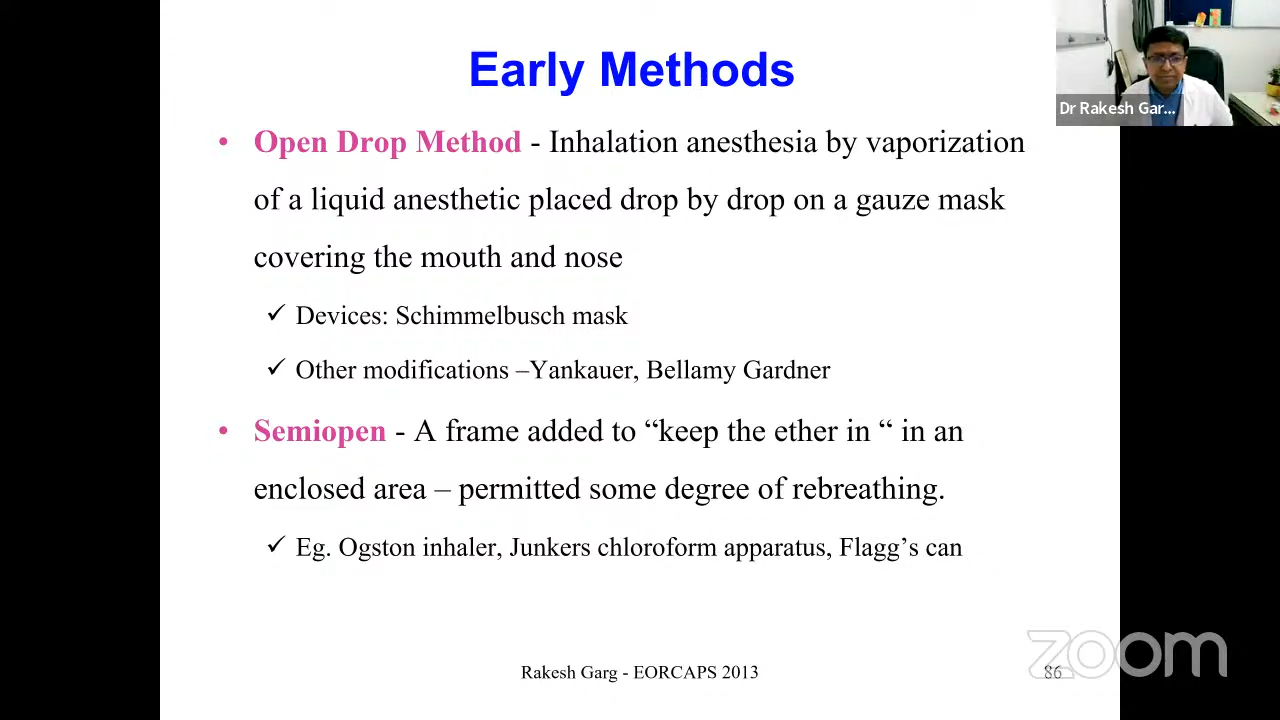 Early Methods
Dr Rakesh Gar...
• Open Drop Method - Inhalation anesthesia by vaporization
of a liquid anesthetic placed drop by drop on a gauze mask
covering the mouth and nose
✓ Devices: Schimmelbusch mask
✓ Other modifications –Yankauer, Bellamy Gardner
• Semiopen - A frame added to “keep the ether in “ in an
enclosed area – permitted some degree of rebreathing.
✓ Eg. Ogston inhaler, Junkers chloroform apparatus, Flagg’s can
Rakesh Garg - EORCAPS 2013
86
zoom